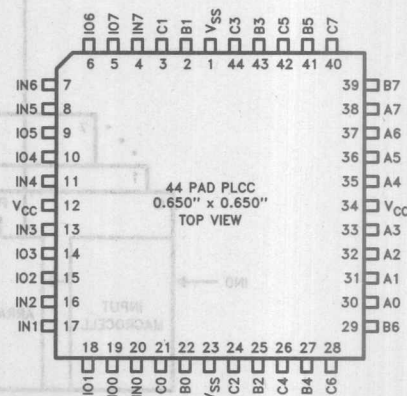 IO6 IO7 IN7 C1 B1 VSS C3 B3 C5 B5 C7
6 5 4 3 2 1 44 43 42 41 40
IN6 7 39 B7
IN5 8 38 A7
IO5 9 37 A6
IO4 10 36 A5
IN4 11 35 A4
VCC 12 34 VCC
IN3 13 33 A3
IO3 14 32 A2
IO2 15 31 A1
IN2 16 30 A0
IN1 17 29 B6
44 PAD PLCC
0.650" x 0.650"
TOP VIEW
18 19 20 21 22 23 24 25 26 27 28
IO1 IO0 IN0 C0 B0 VSS C2 B2 C4 B4 C6
IN0
INPUT
MACROCELL